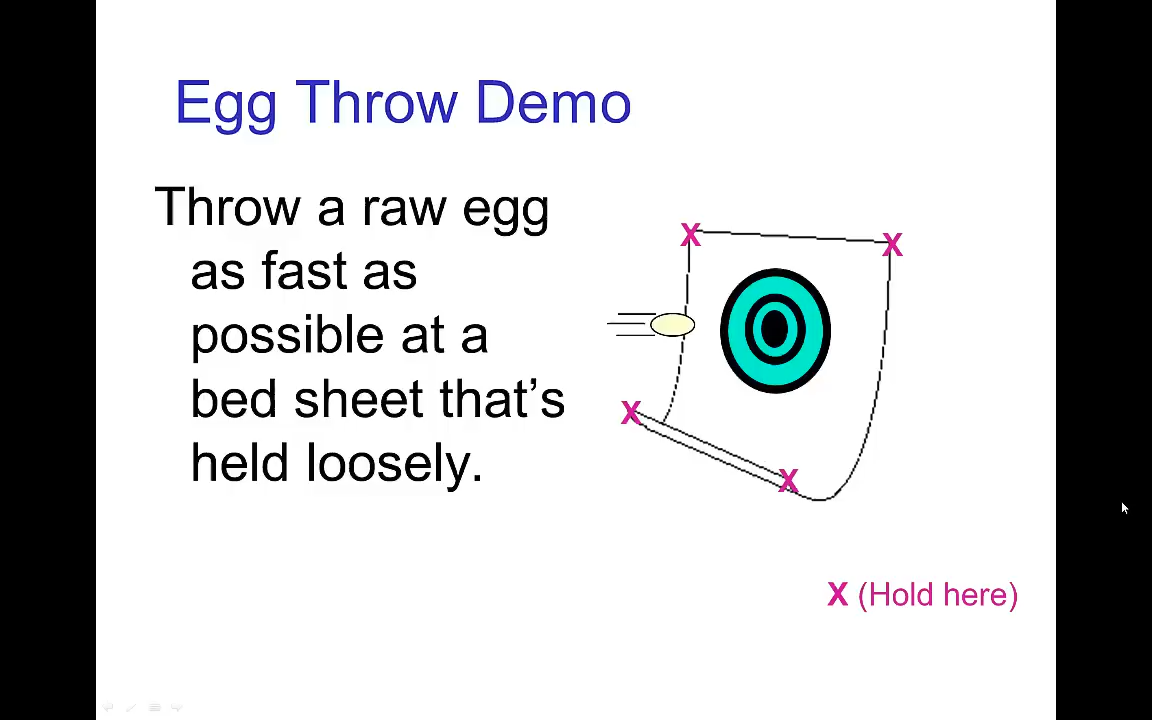 Egg Throw Demo
Throw a raw egg
as fast as
possible at a
bed sheet that’s
held loosely.
X X
X
X
X (Hold here)